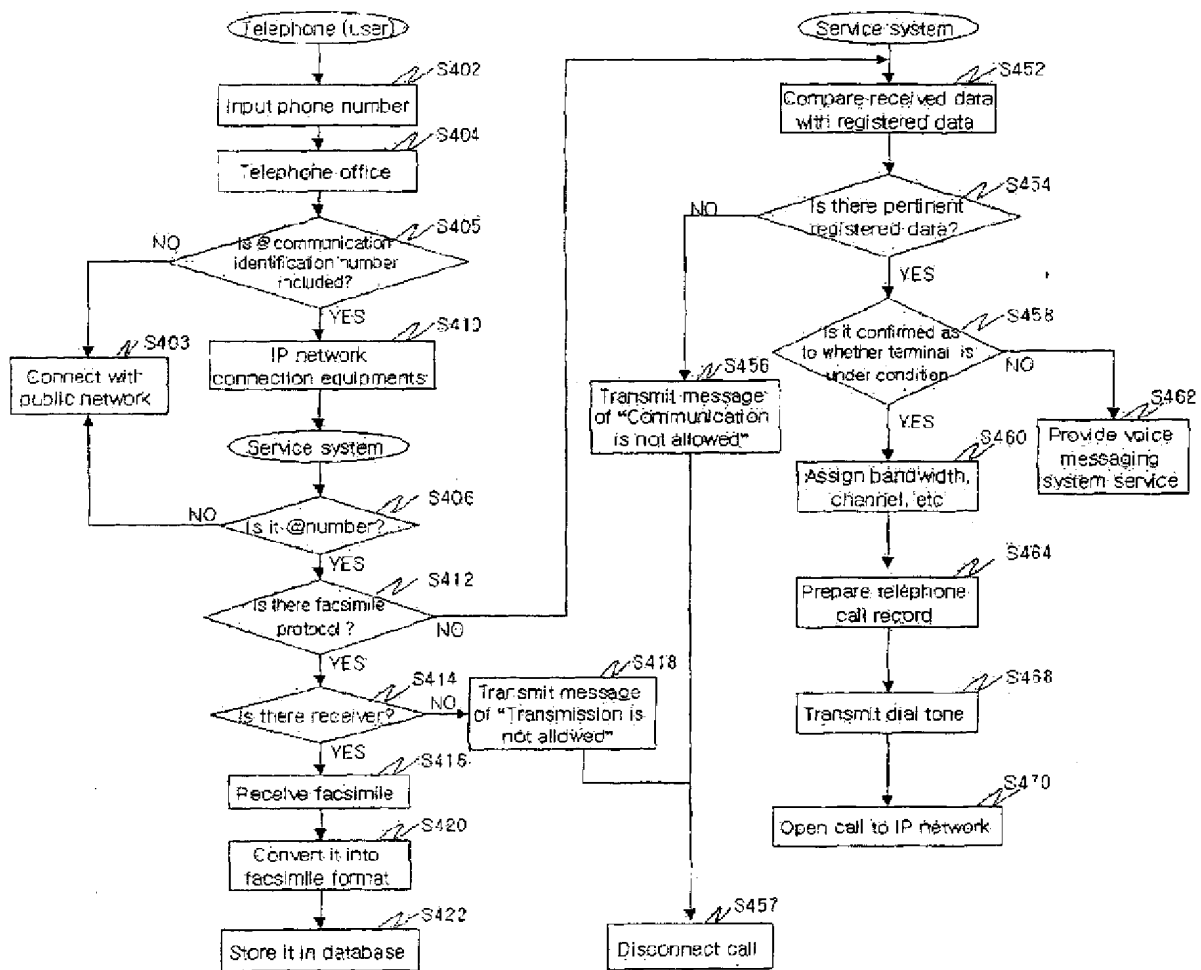 Telephone (user)
S402
Input phone number
S404
Telephone office
S405
Is @ communication
identification number
included?
NO
YES
S403
Connect with
public network
S410
IP network
connection equipments
Service system
S406
Is it @number?
NO
YES
S412
Is there facsimile
protocol ?
NO
YES
S414
Is there receiver?
NO
YES
S418
Transmit message
of "Transmission is
not allowed"
S416
Receive facsimile
S420
Convert it into
facsimile format
S422
Store it in database
Service system
S452
Compare received data
with registered data
S454
Is there pertinent
registered data?
NO
YES
S456
Transmit message
of "Communication
is not allowed"
S458
Is it confirmed as
to whether terminal is
under condition
NO
YES
S462
Provide voice
messaging
system service
S460
Assign bandwidth,
channel, etc
S464
Prepare telephone
call record
S468
Transmit dial tone
S470
Open call to IP network
S457
Disconnect call